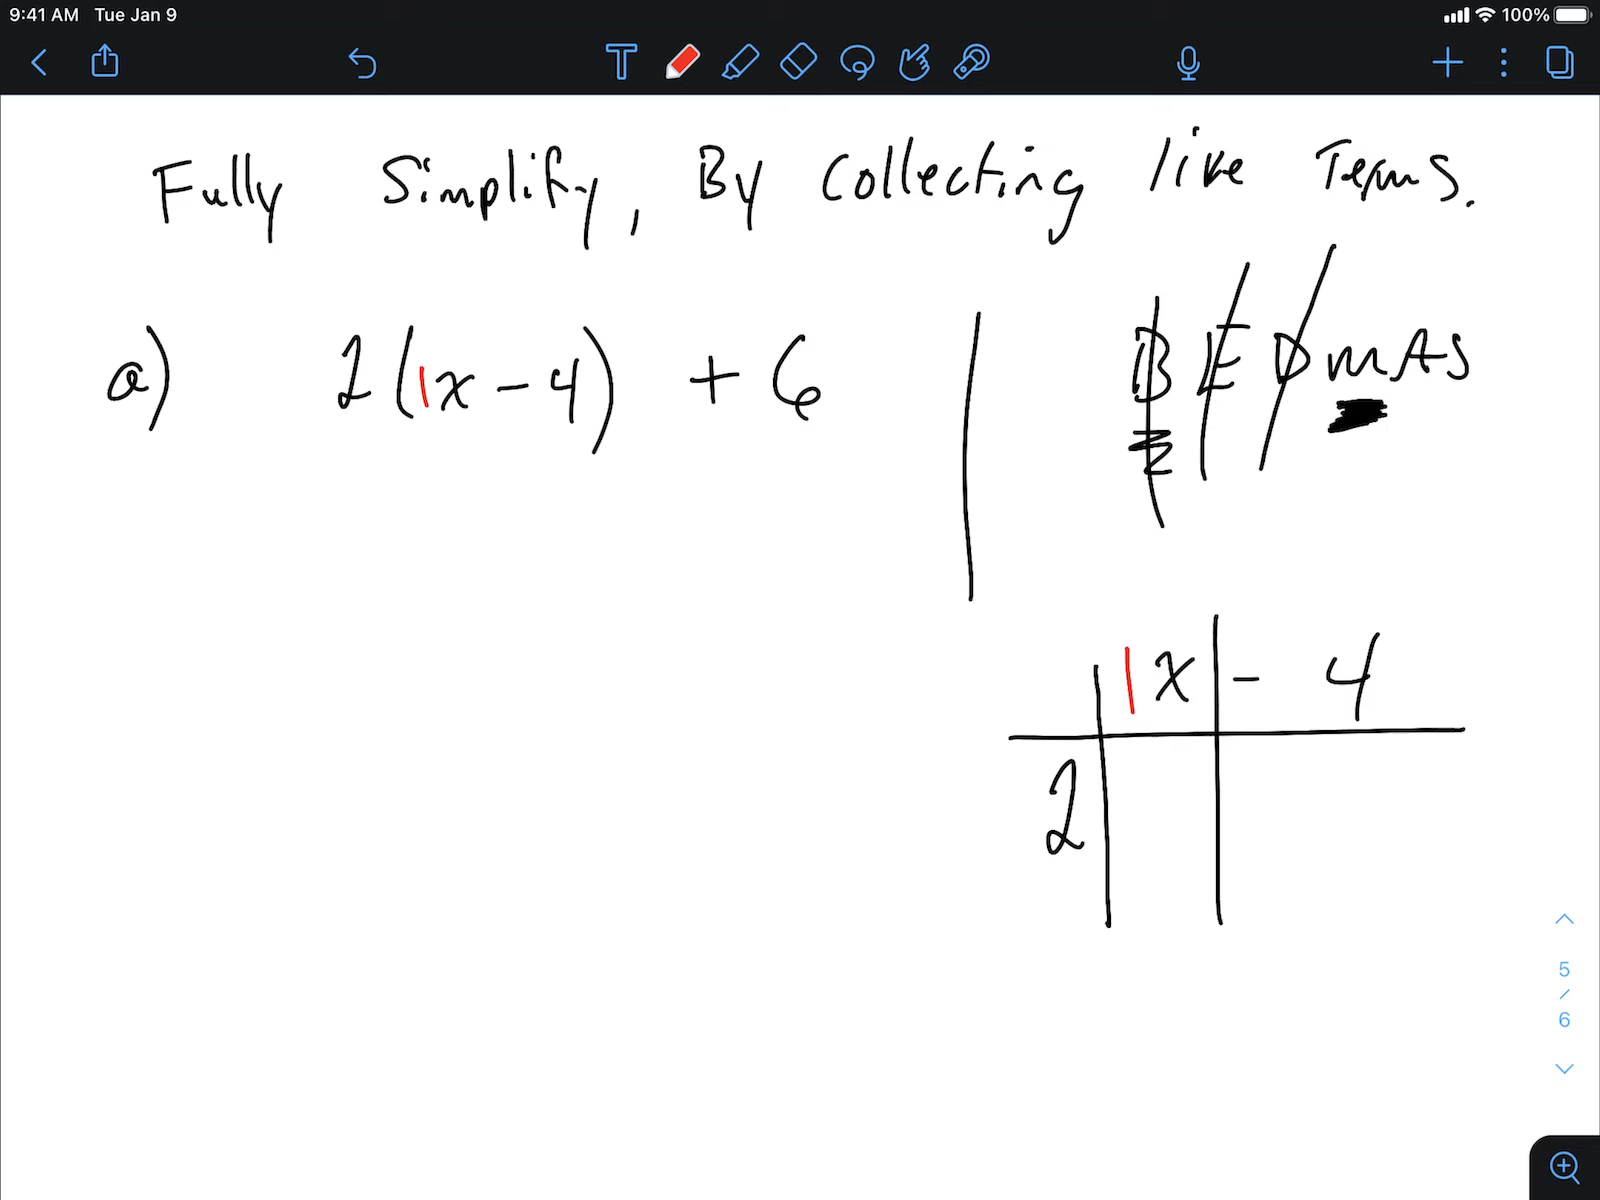 9:41 AM Tue Jan 9
100%
Fully Simplify, By Collecting like Terms.
a) 2(1x - 4) + 6
BEDMAS
1x - 4
2
5
/
6